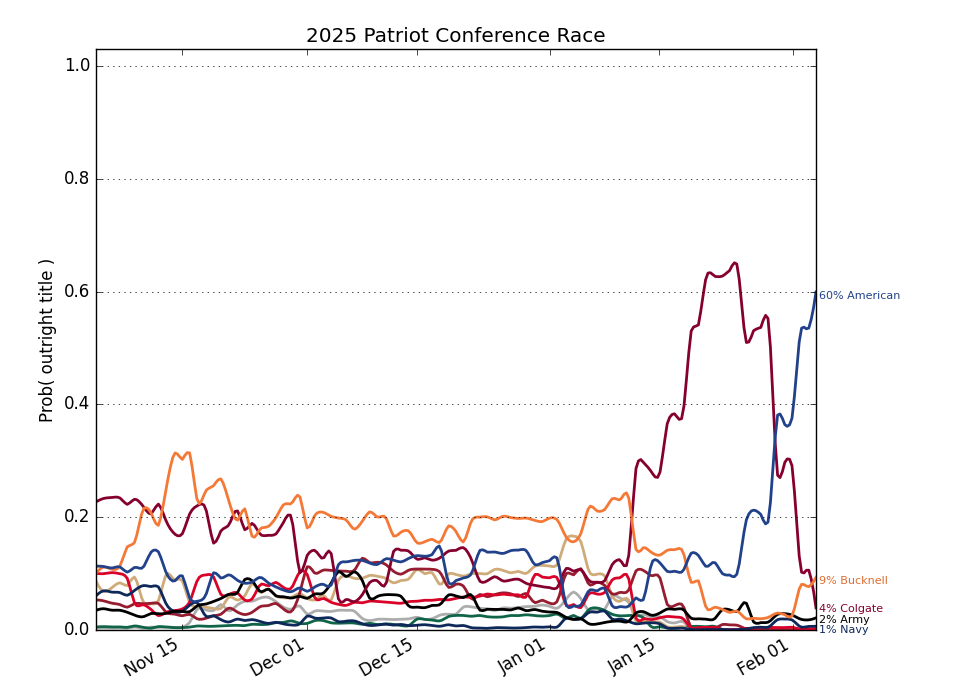 2025 Patriot Conference Race
Prob( outright title )
1.0
0.8
0.6
0.4
0.2
0.0
Nov 15
Dec 01
Dec 15
Jan 01
Jan 15
Feb 01
60% American
9% Bucknell
4% Colgate
2% Army
1% Navy